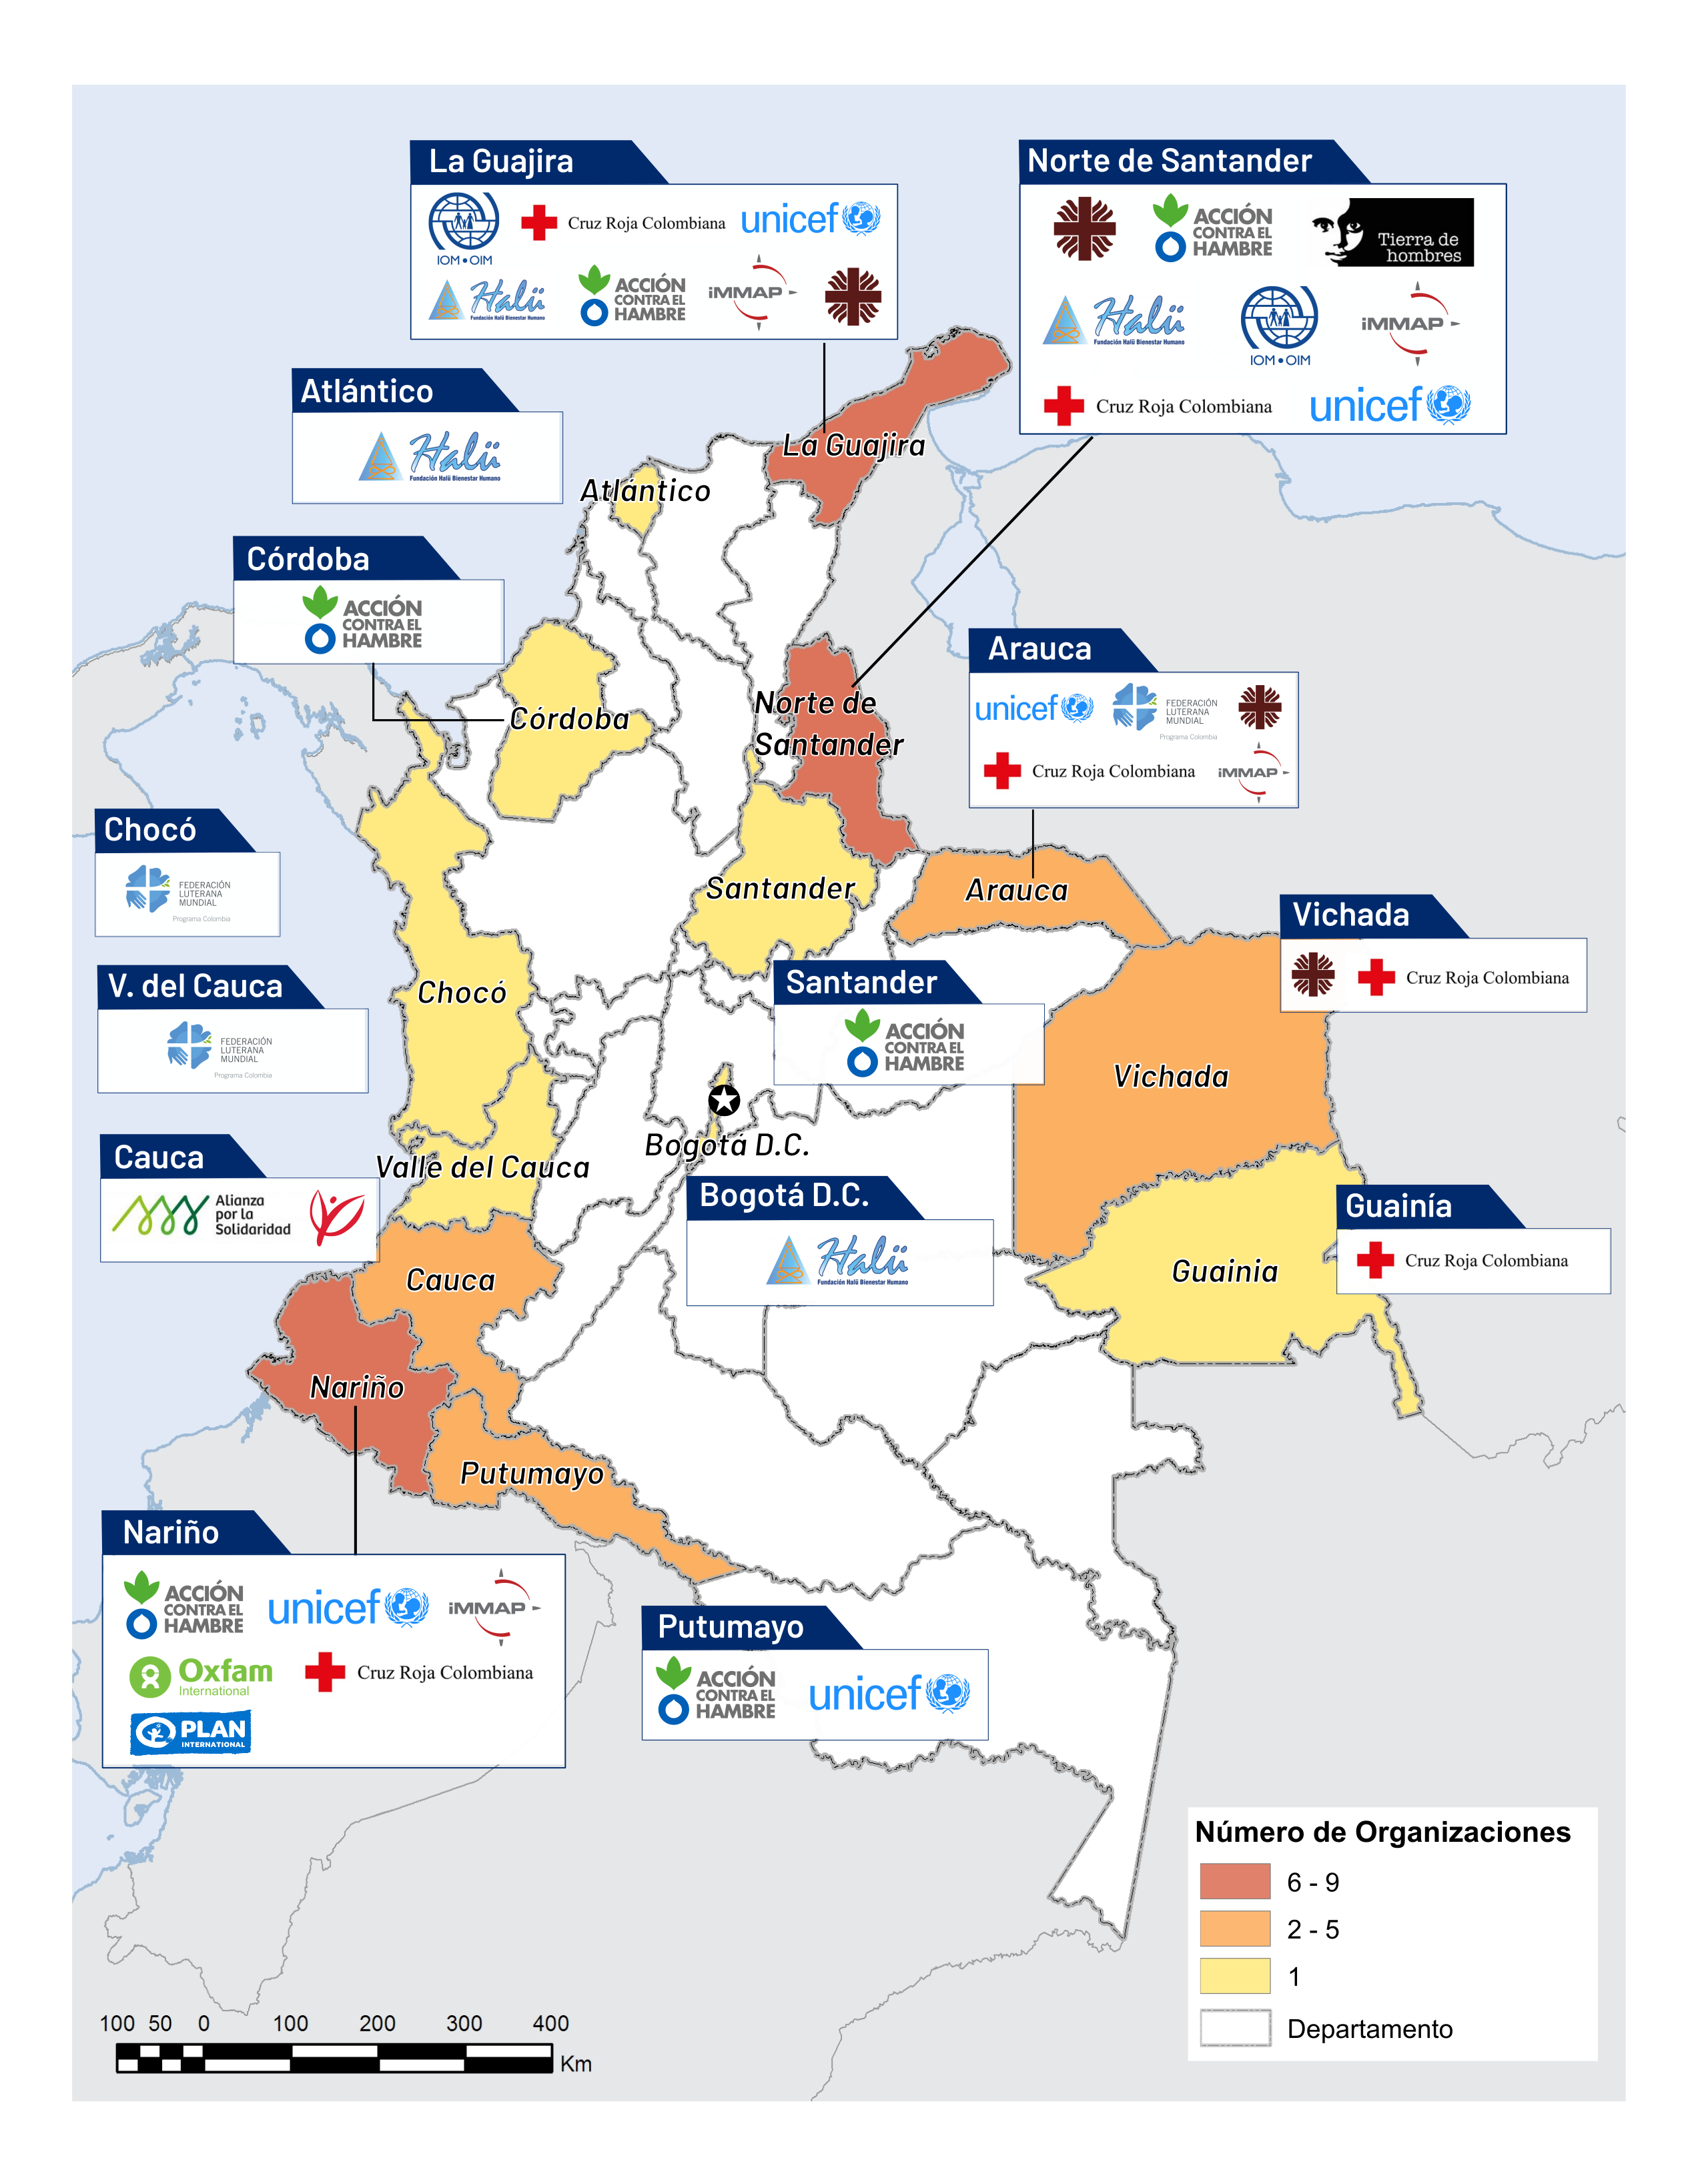 La Guajira
IOM • OIM
Cruz Roja Colombiana
unicef
Halü
Fundación Halü Bienestar Humano
ACCIÓN
CONTRA EL
HAMBRE
iMMAP
Norte de Santander
ACCIÓN
CONTRA EL
HAMBRE
Tierra de
hombres
Halü
Fundación Halü Bienestar Humano
IOM • OIM
iMMAP
Cruz Roja Colombiana
unicef
Atlántico
Halü
Fundación Halü Bienestar Humano
La Guajira
Atlántico
Córdoba
ACCIÓN
CONTRA EL
HAMBRE
Córdoba
Norte de
Santander
Arauca
unicef
FEDERACIÓN
LUTERANA
MUNDIAL
Programa Colombia
Cruz Roja Colombiana
iMMAP
Chocó
FEDERACIÓN
LUTERANA
MUNDIAL
Programa Colombia
Santander
Arauca
Vichada
Cruz Roja Colombiana
V. del Cauca
FEDERACIÓN
LUTERANA
MUNDIAL
Programa Colombia
Chocó
Santander
ACCIÓN
CONTRA EL
HAMBRE
Vichada
Cauca
Alianza
por la
Solidaridad
Valle del Cauca
Bogotá D.C.
Bogotá D.C.
Halü
Fundación Halü Bienestar Humano
Guainía
Cruz Roja Colombiana
Guainia
Cauca
Nariño
Putumayo
Nariño
ACCIÓN
CONTRA EL
HAMBRE
unicef
iMMAP
Oxfam
International
Cruz Roja Colombiana
PLAN
INTERNATIONAL
Putumayo
ACCIÓN
CONTRA EL
HAMBRE
unicef
Número de Organizaciones
6 - 9
2 - 5
1
Departamento
100 50 0 100 200 300 400
Km